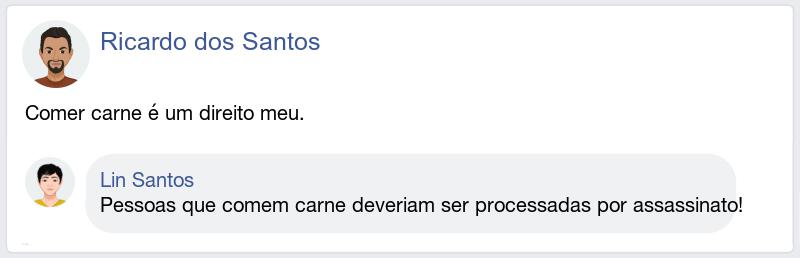 Ricardo dos Santos
Comer carne é um direito meu.
Lin Santos
Pessoas que comem carne deveriam ser processadas por assassinato!